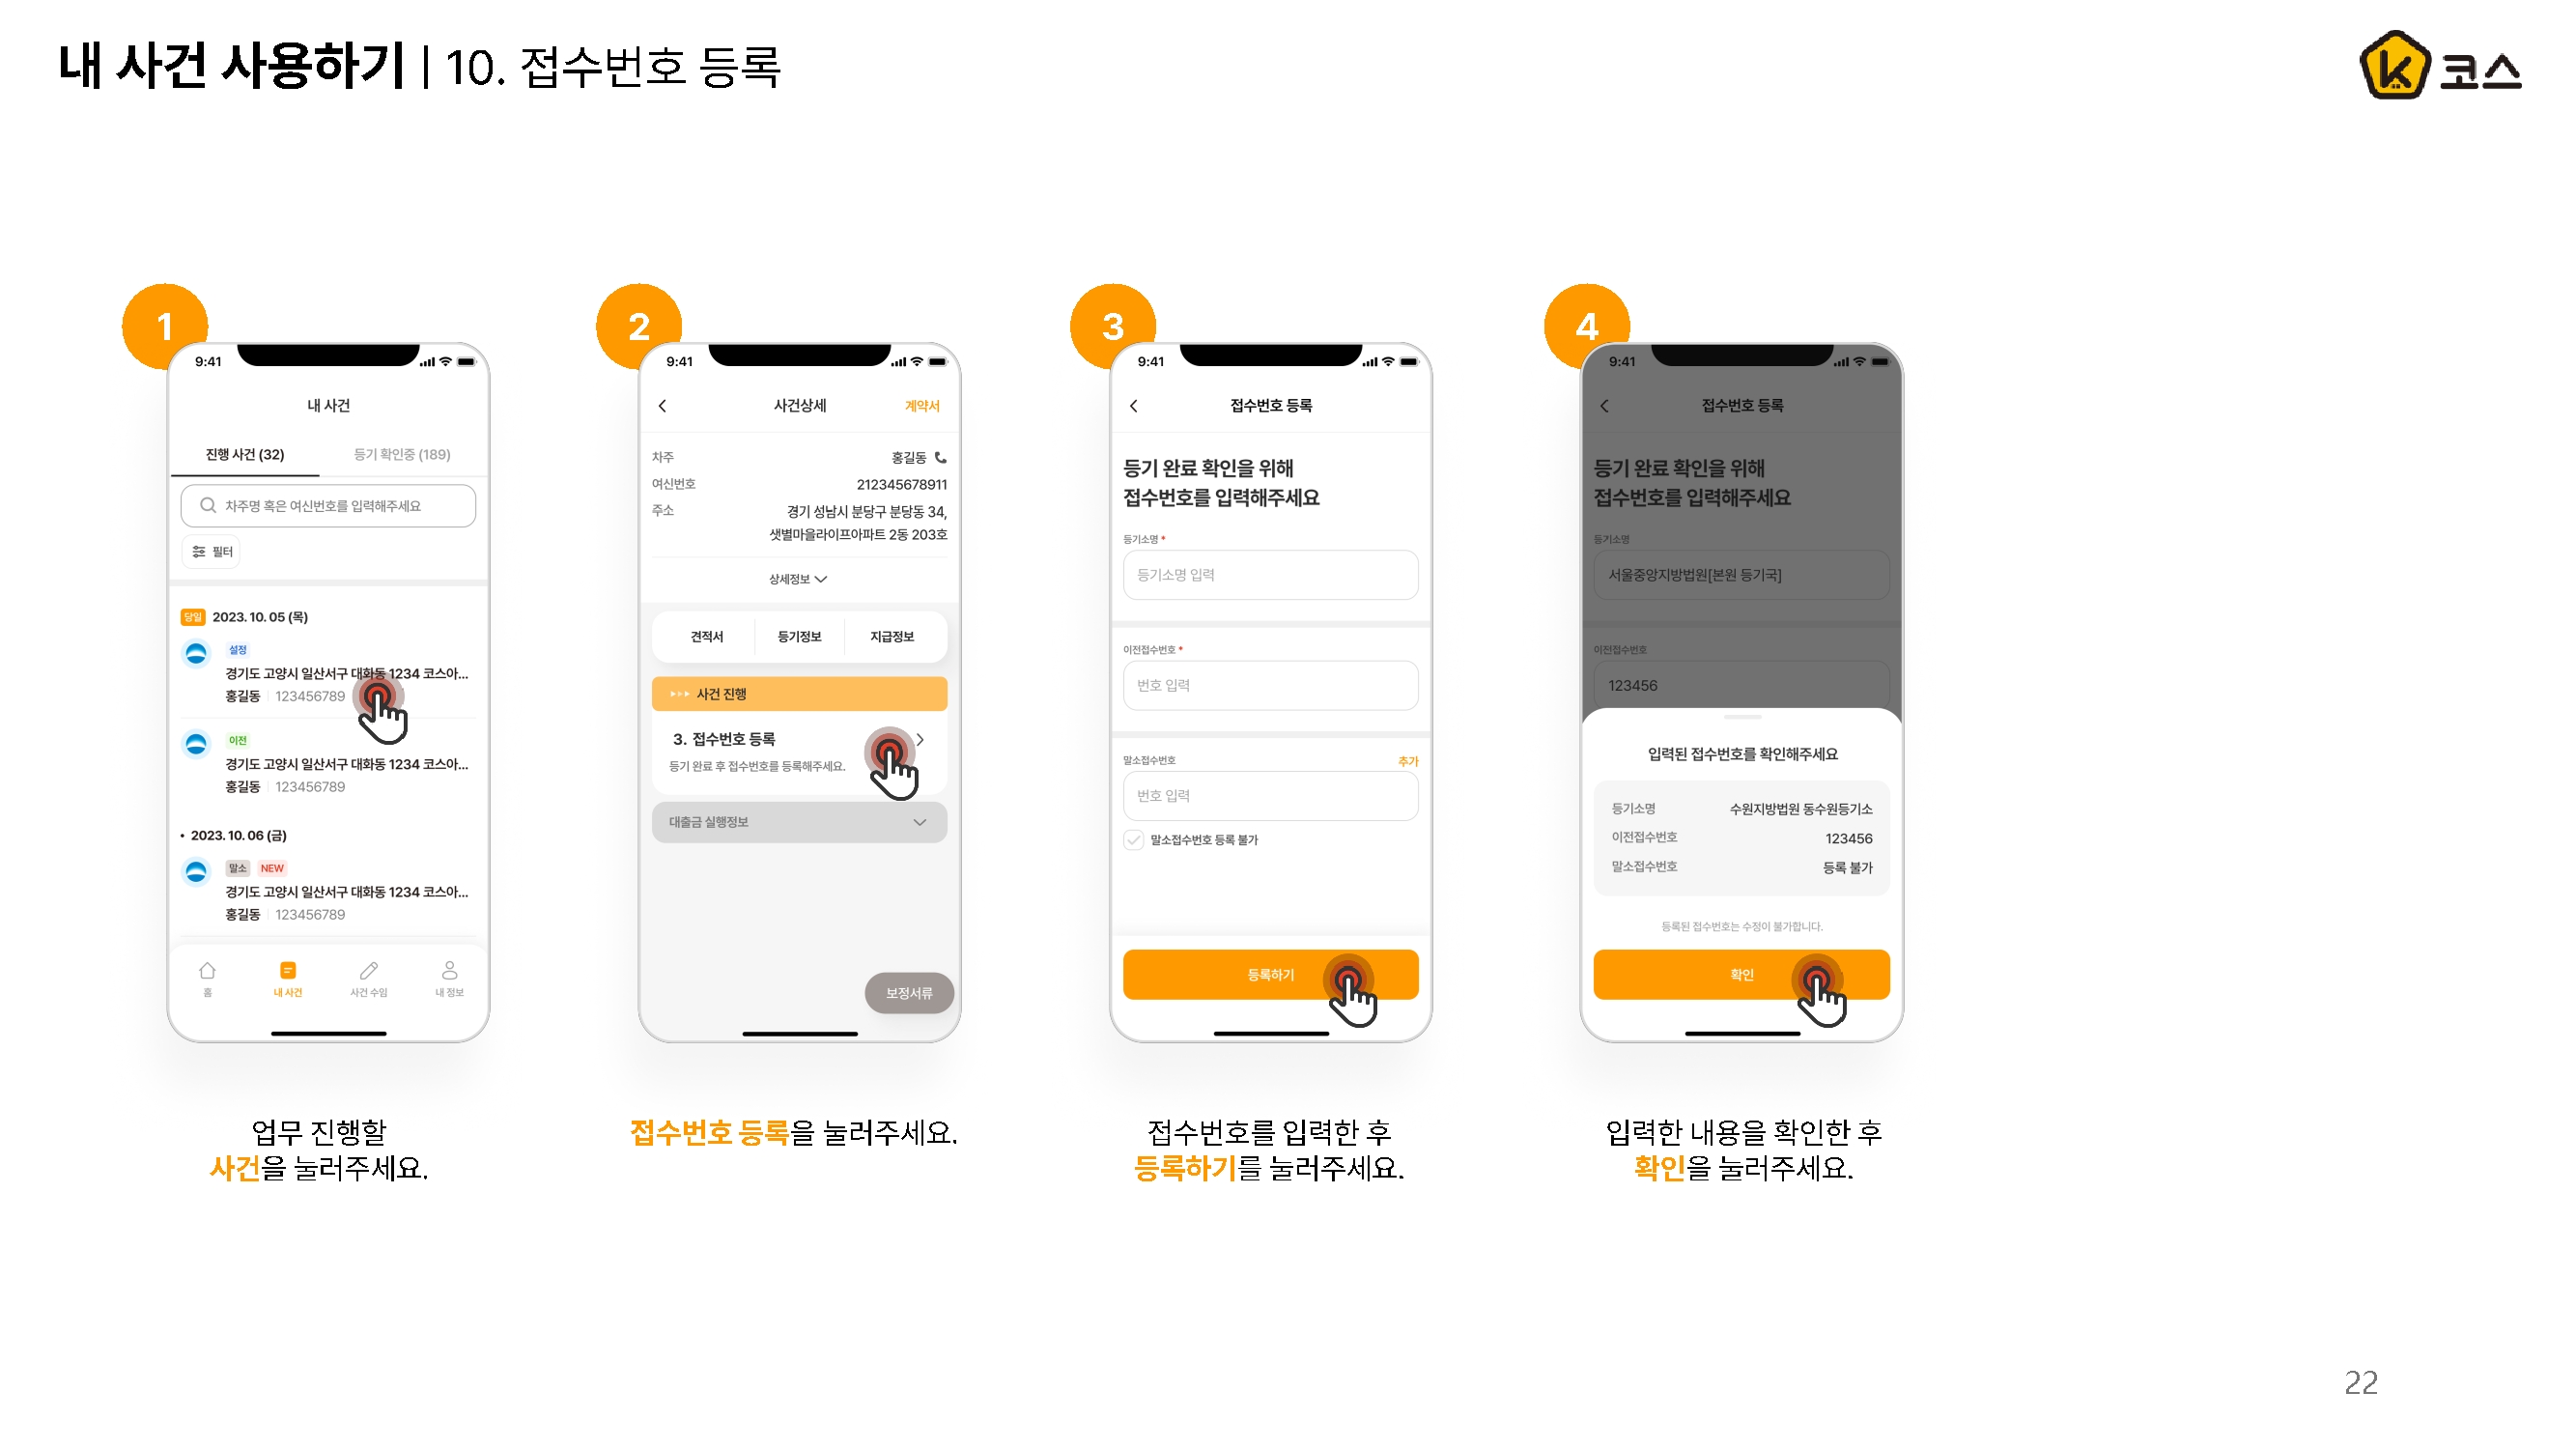 내 사건 사용하기 | 10. 접수번호 등록
코스
1
9:41
내 사건
진행 사건 (32)
등기 확인중 (189)
차주명 혹은 여신번호를 입력해주세요
필터
당일 2023. 10. 05 (목)
설정
경기도 고양시 일산서구 대화동 1234 코스아...
홍길동 | 123456789
이전
경기도 고양시 일산서구 대화동 1234 코스아...
홍길동 | 123456789
• 2023. 10. 06 (금)
말소 NEW
경기도 고양시 일산서구 대화동 1234 코스아...
홍길동 | 123456789
홈
내 사건
사건 수임
내 정보
업무 진행할
사건을 눌러주세요.
2
9:41
사건상세
계약서
차주 홍길동
여신번호 212345678911
주소 경기 성남시 분당구 분당동 34,
샛별마을라이프아파트 2동 203호
상세정보
견적서
등기정보
지급정보
사건 진행
3. 접수번호 등록
등기 완료 후 접수번호를 등록해주세요.
대출금 실행정보
보정서류
접수번호 등록을 눌러주세요.
3
9:41
접수번호 등록
등기 완료 확인을 위해
접수번호를 입력해주세요
등기소명 *
등기소명 입력
이전접수번호 *
번호 입력
말소접수번호 추가
번호 입력
말소접수번호 등록 불가
등록하기
접수번호를 입력한 후
등록하기를 눌러주세요.
4
9:41
접수번호 등록
등기 완료 확인을 위해
접수번호를 입력해주세요
등기소명
서울중앙지방법원[본원 등기국]
이전접수번호
123456
입력된 접수번호를 확인해주세요
등기소명 수원지방법원 동수원등기소
이전접수번호 123456
말소접수번호 등록 불가
등록된 접수번호는 수정이 불가합니다.
확인
입력한 내용을 확인한 후
확인을 눌러주세요.
22